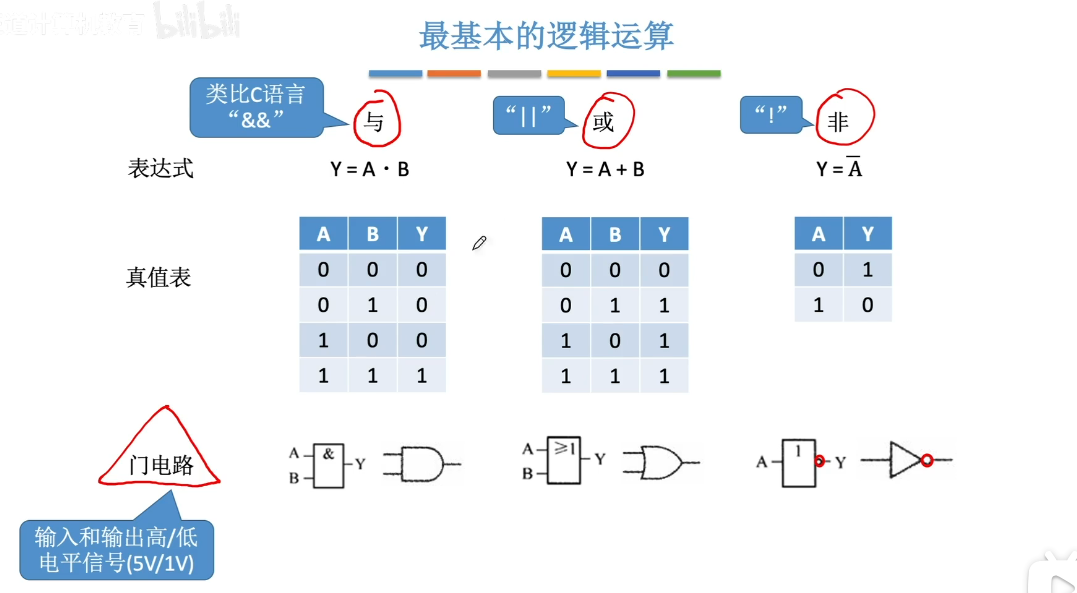 bilibili
最基本的逻辑运算
类比C语言
“&&”
与
“||”
或
“!”
非
表达式
Y = A · B
Y = A + B
Y = A̅
真值表
A B Y
0 0 0
0 1 0
1 0 0
1 1 1
A B Y
0 0 0
0 1 1
1 0 1
1 1 1
A Y
0 1
1 0
门电路
A
B
&
Y
A
B
≥1
Y
A
1
Y
输入和输出高/低
电平信号(5V/1V)